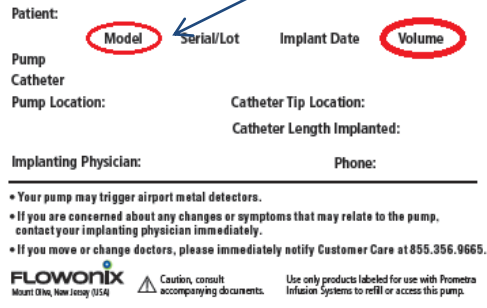 Patient:
Model Serial/Lot Implant Date Volume
Pump
Catheter
Pump Location: Catheter Tip Location:
Catheter Length Implanted:
Implanting Physician: Phone:
• Your pump may trigger airport metal detectors.
• If you are concerned about any changes or symptoms that may relate to the pump,
contact your implanting physician immediately.
• If you move or change doctors, please immediately notify Customer Care at 855.356.9665.
FLOWONIX
Mount Olive, New Jersey (USA)
Caution, consult
accompanying documents.
Use only products labeled for use with Prometra
Infusion Systems to refill or access this pump.